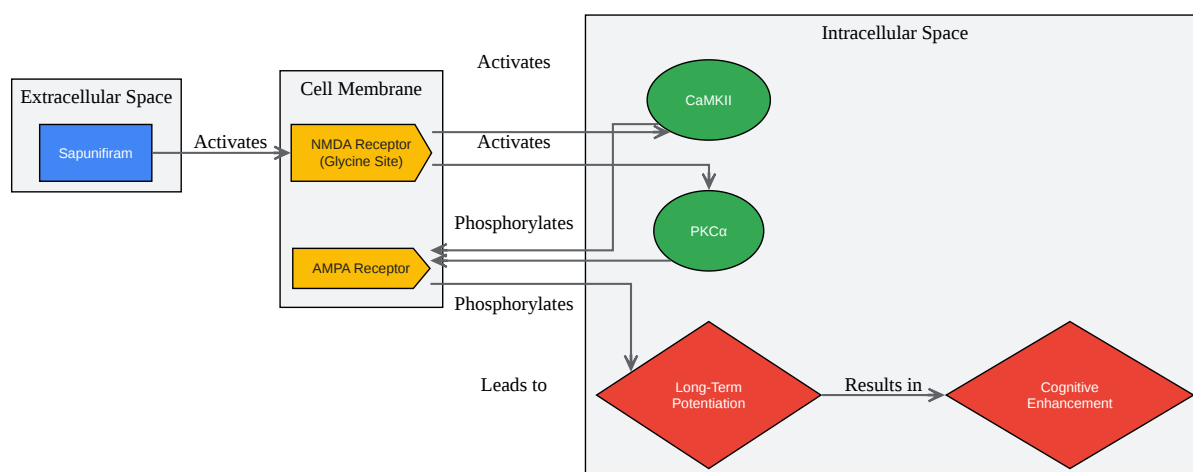 Intracellular Space
Activates
CaMKII
Cell Membrane
Extracellular Space
Sapunifiram
Activates
NMDA Receptor
(Glycine Site)
Activates
Phosphorylates
PKCα
AMPA Receptor
Phosphorylates
Leads to
Long-Term
Potentiation
Results in
Cognitive
Enhancement